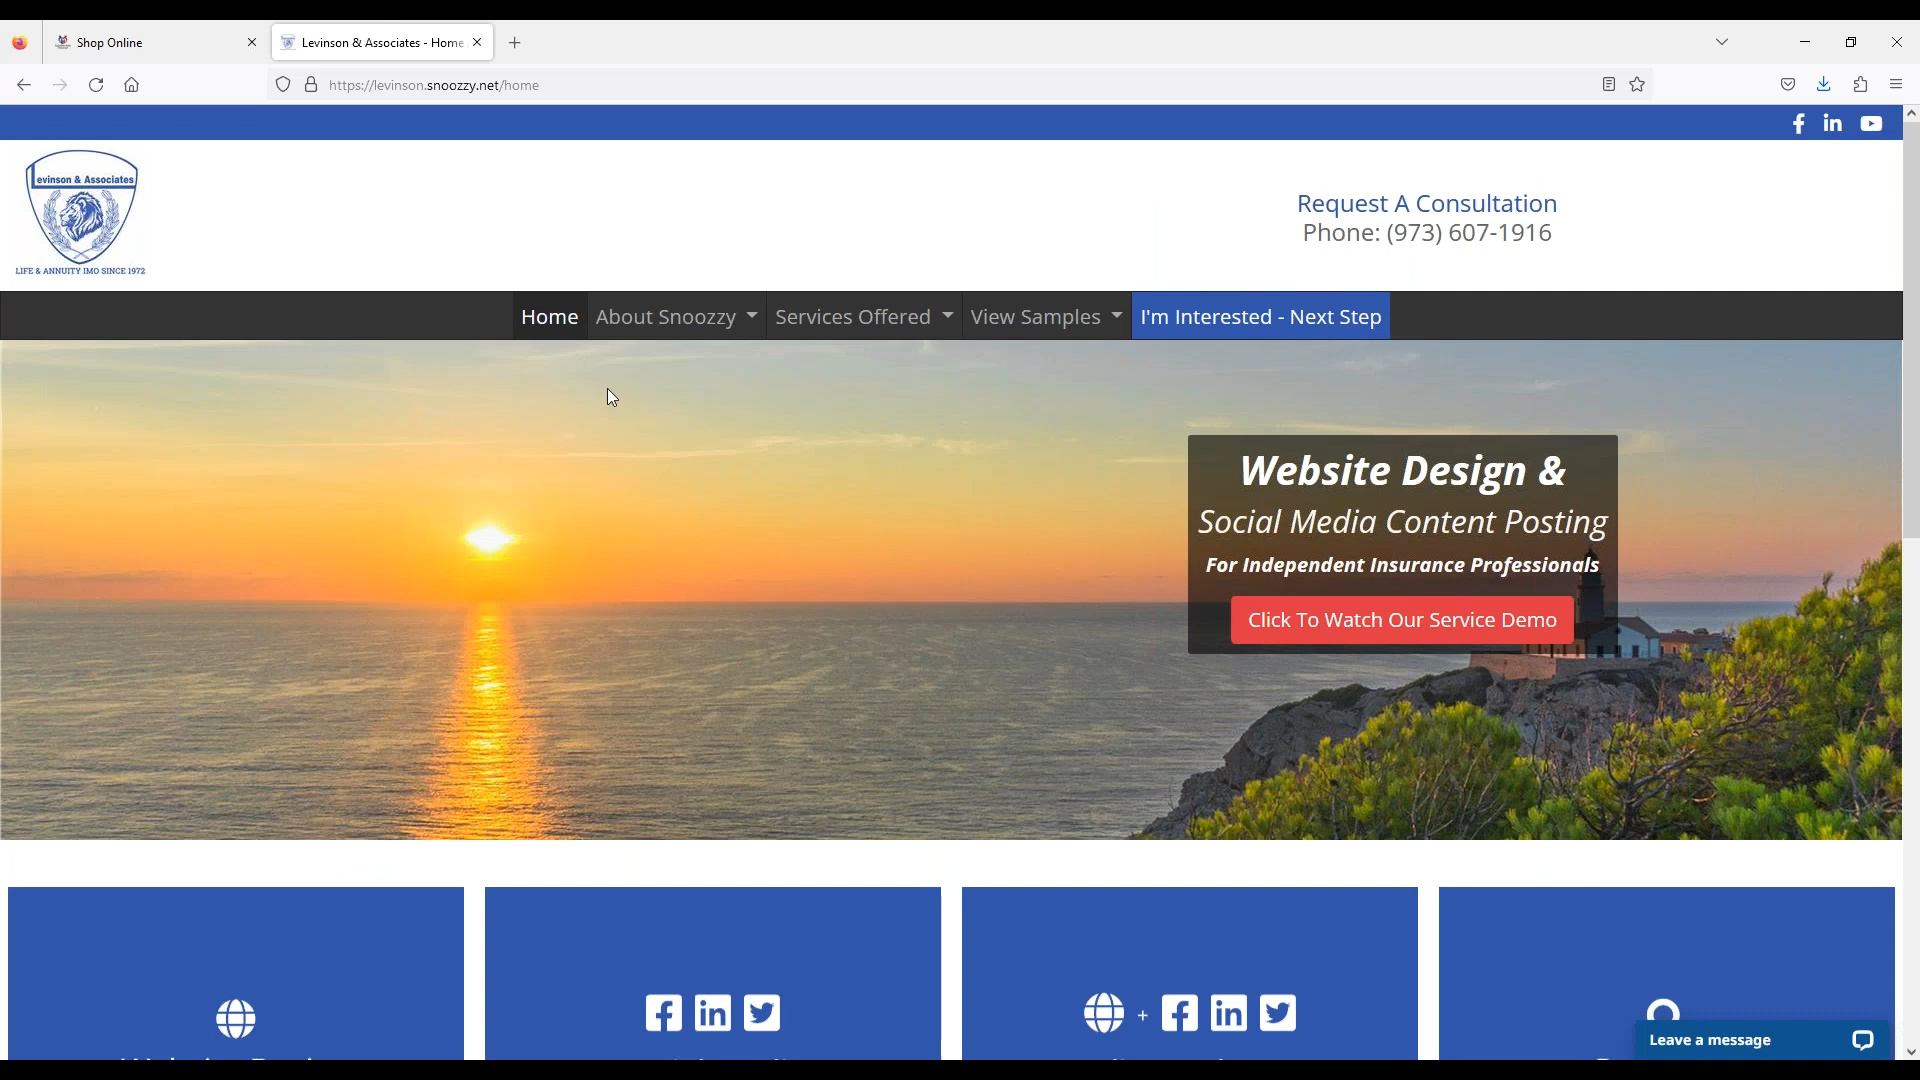 Shop Online
Levinson & Associates - Home
https://levinson.snoozzy.net/home
Levinson & Associates
LIFE & ANNUITY IMO SINCE 1972
Request A Consultation
Phone: (973) 607-1916
Home About Snoozzy Services Offered View Samples I'm Interested - Next Step
Website Design &
Social Media Content Posting
For Independent Insurance Professionals
Click To Watch Our Service Demo
+
Leave a message